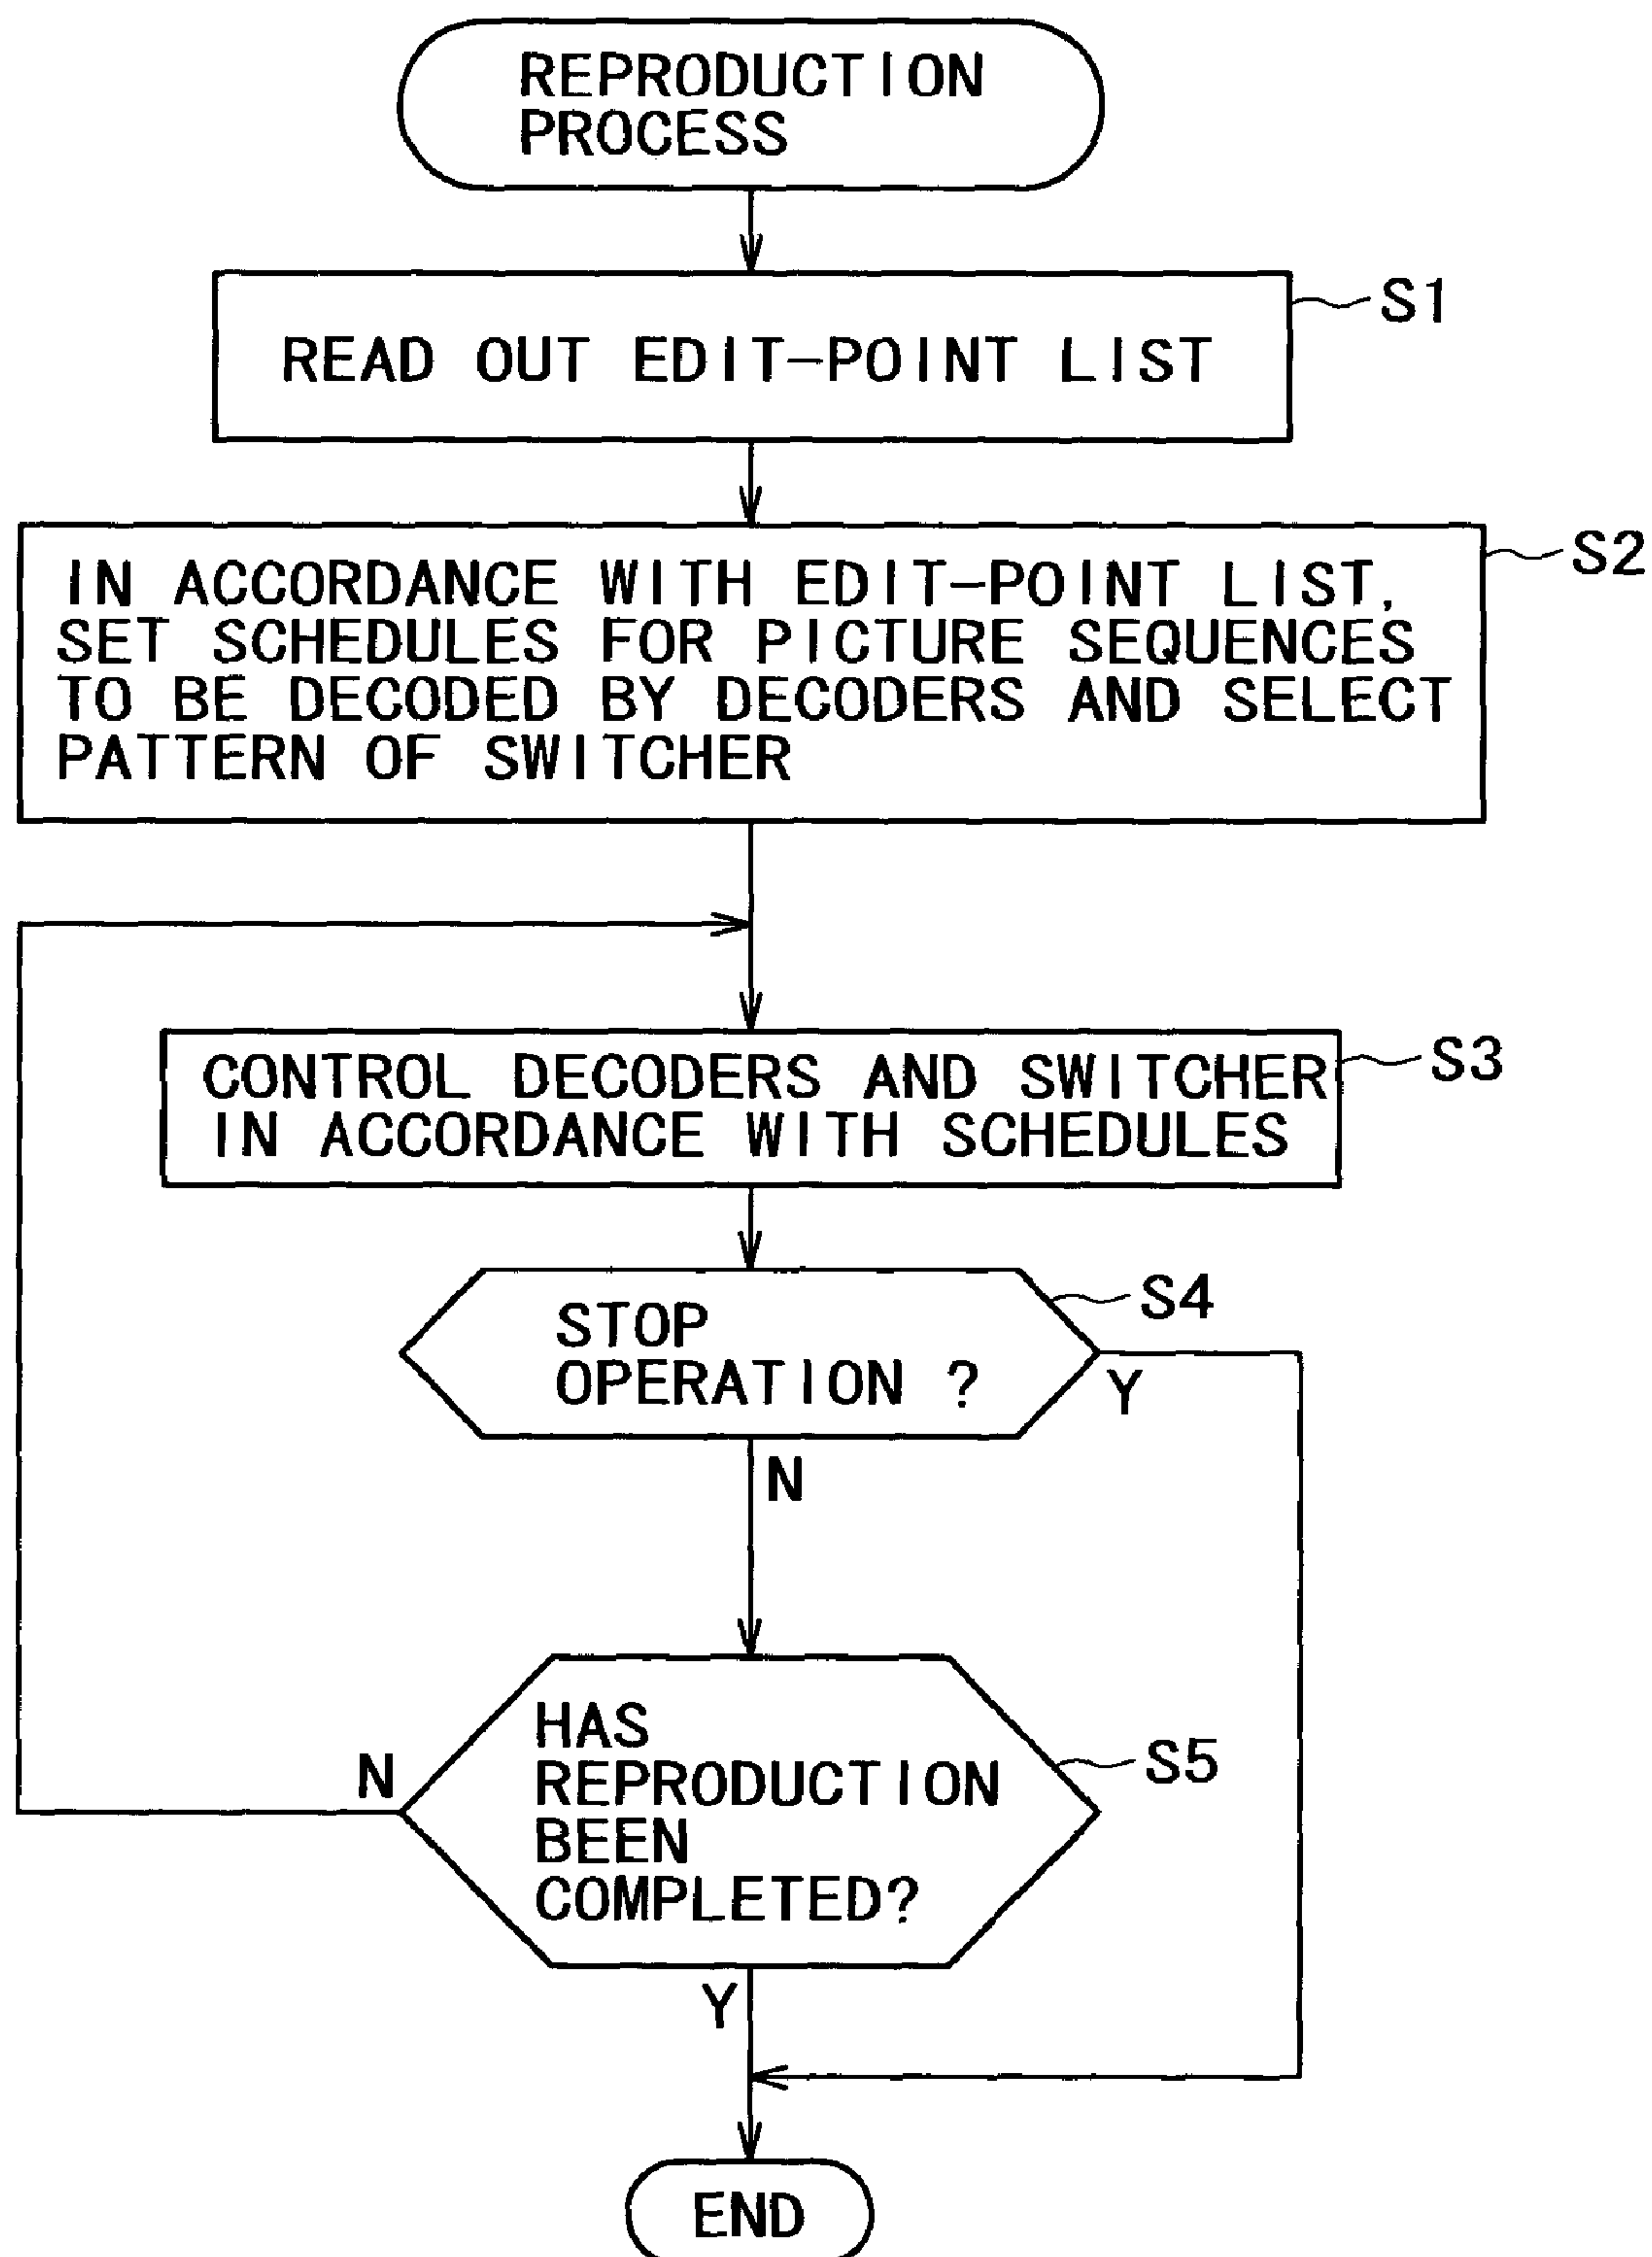 REPRODUCTION
PROCESS
S1
READ OUT EDIT-POINT LIST
S2
IN ACCORDANCE WITH EDIT-POINT LIST,
SET SCHEDULES FOR PICTURE SEQUENCES
TO BE DECODED BY DECODERS AND SELECT
PATTERN OF SWITCHER
S3
CONTROL DECODERS AND SWITCHER
IN ACCORDANCE WITH SCHEDULES
S4
STOP
OPERATION ?
Y
N
HAS
S5
N
REPRODUCTION
BEEN
COMPLETED?
Y
END